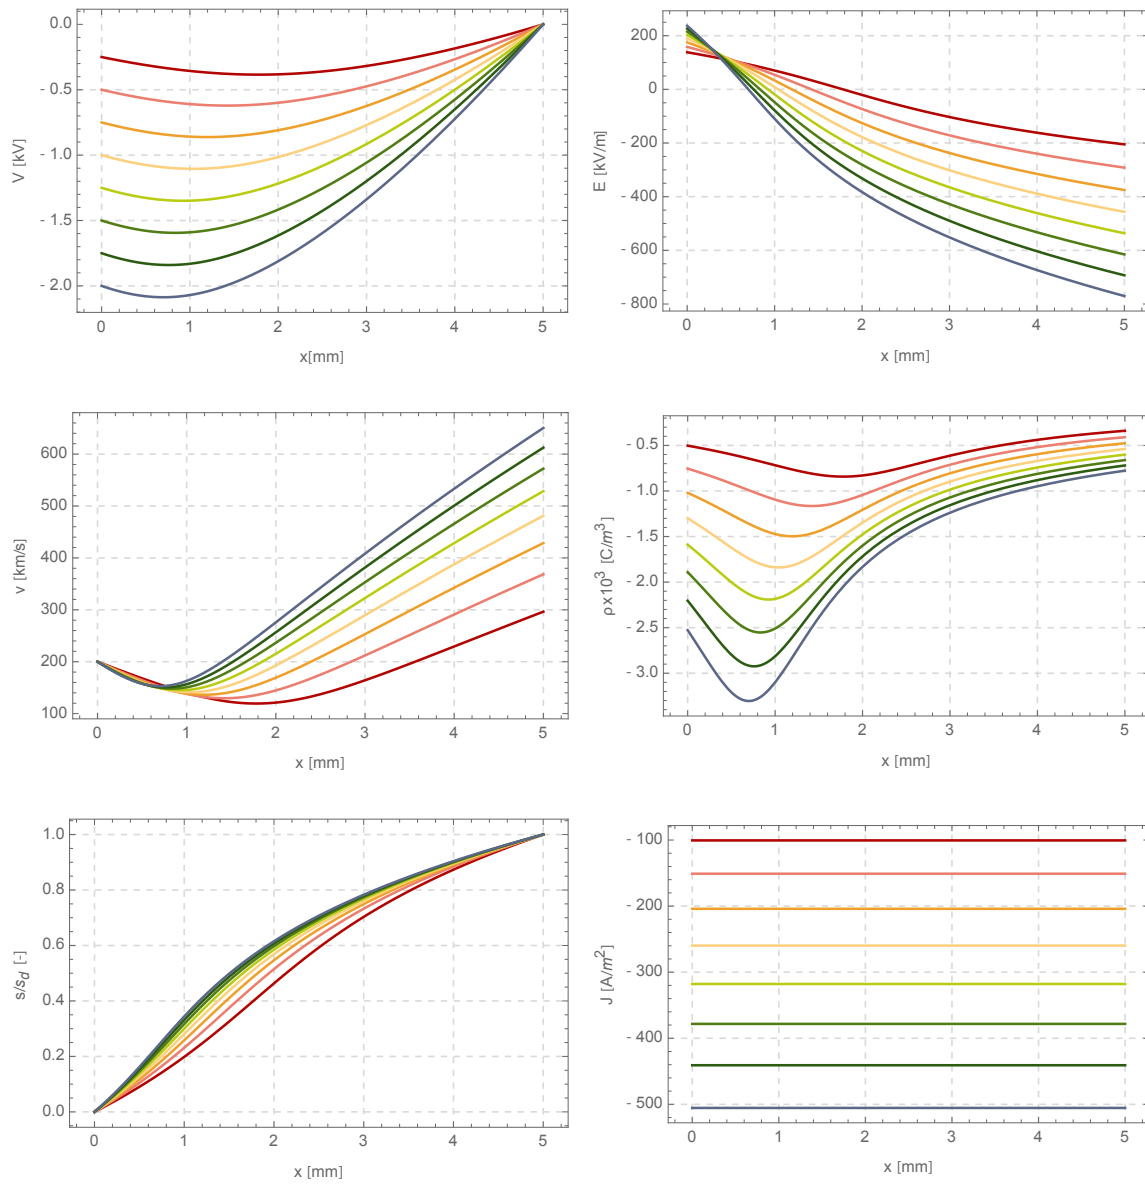 0.0
- 0.5
- 1.0
- 1.5
- 2.0
V [kV]
0 1 2 3 4 5
x[mm]
200
0
- 200
- 400
- 600
- 800
E [kV/m]
0 1 2 3 4 5
x [mm]
600
500
400
300
200
100
v [km/s]
0 1 2 3 4 5
x [mm]
- 0.5
- 1.0
- 1.5
- 2.0
- 2.5
- 3.0
ρx10³ [C/m³]
0 1 2 3 4 5
x [mm]
1.0
0.8
0.6
0.4
0.2
0.0
s/s_d [-]
0 1 2 3 4 5
x [mm]
- 100
- 200
- 300
- 400
- 500
J [A/m²]
0 1 2 3 4 5
x [mm]